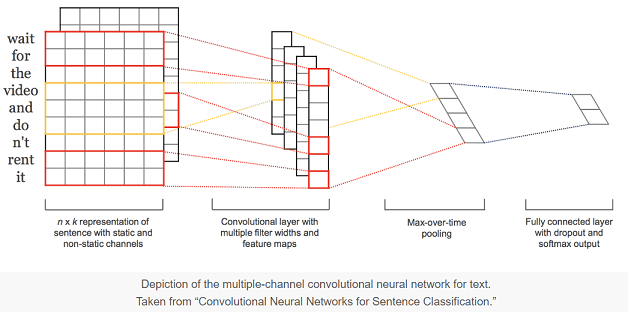 wait
for
the
video
and
do
n't
rent
it
n x k representation of
sentence with static and
non-static channels
Convolutional layer with
multiple filter widths and
feature maps
Max-over-time
pooling
Fully connected layer
with dropout and
softmax output
Depiction of the multiple-channel convolutional neural network for text.
Taken from “Convolutional Neural Networks for Sentence Classification.”